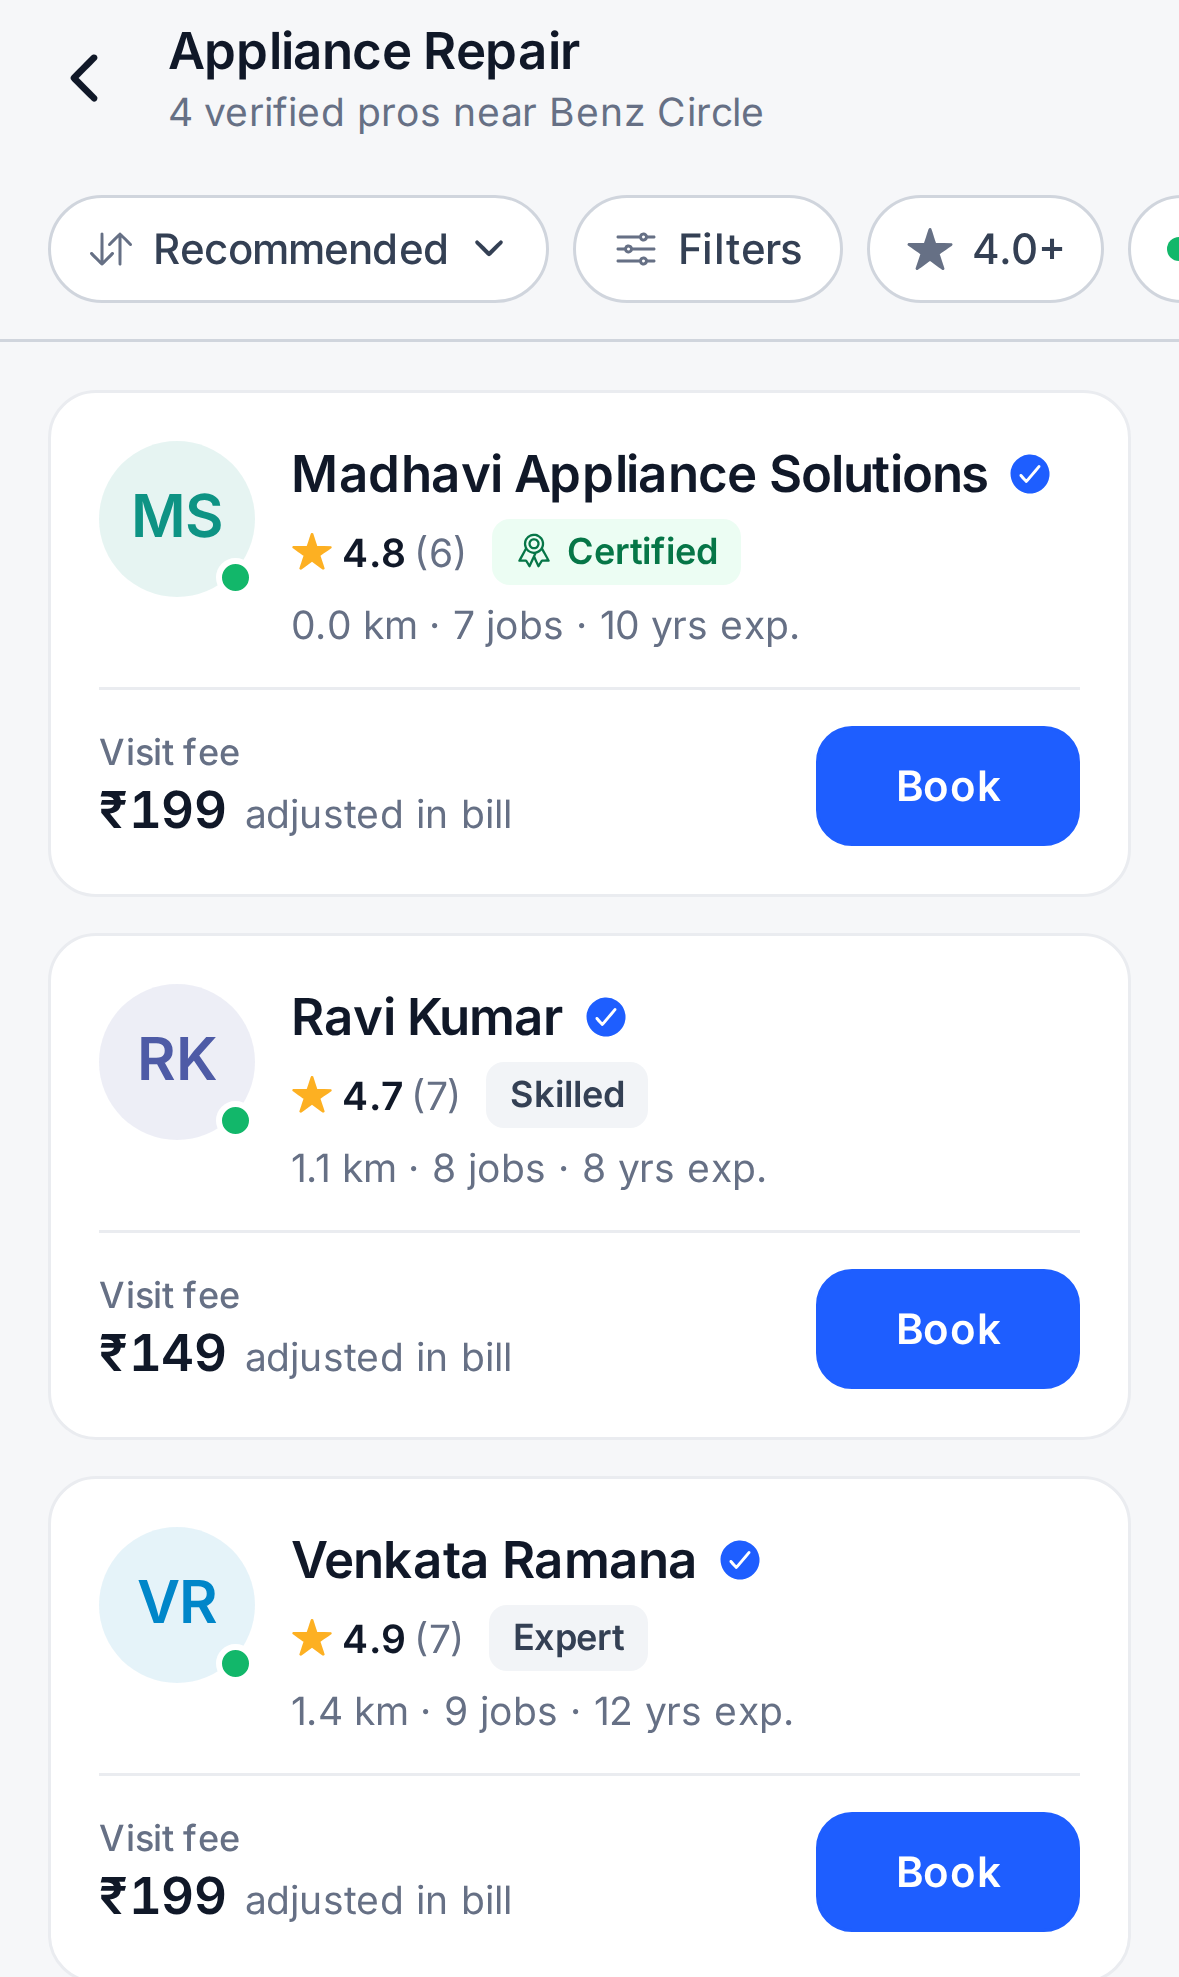 Appliance Repair
4 verified pros near Benz Circle
Recommended Filters 4.0+
MS
Madhavi Appliance Solutions
4.8 (6) Certified
0.0 km · 7 jobs · 10 yrs exp.
Visit fee
₹199 adjusted in bill
Book
RK
Ravi Kumar
4.7 (7) Skilled
1.1 km · 8 jobs · 8 yrs exp.
Visit fee
₹149 adjusted in bill
Book
VR
Venkata Ramana
4.9 (7) Expert
1.4 km · 9 jobs · 12 yrs exp.
Visit fee
₹199 adjusted in bill
Book